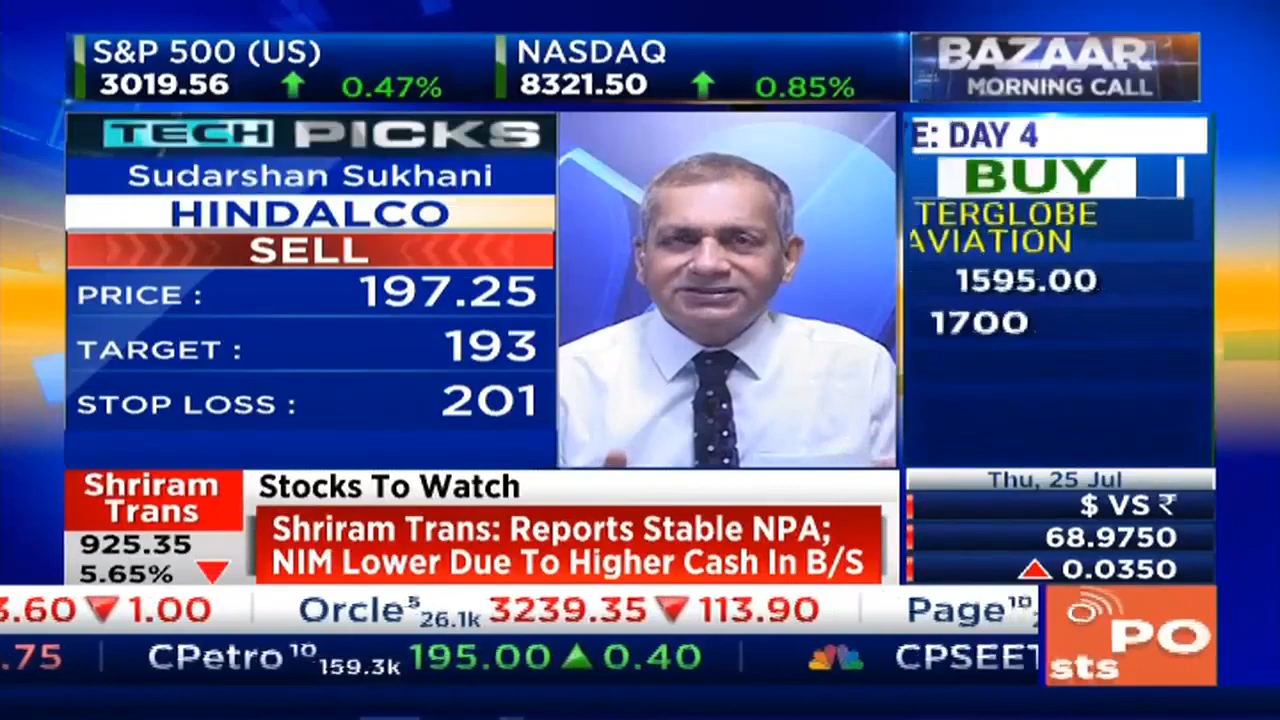 S&P 500 (US)
3019.56 0.47%
NASDAQ
8321.50 0.85%
BAZAAR
MORNING CALL
TECH PICKS
Sudarshan Sukhani
HINDALCO
SELL
PRICE : 197.25
TARGET : 193
STOP LOSS : 201
E: DAY 4
BUY
TERGLOBE
AVIATION
1595.00
1700
Shriram
Trans
925.35
5.65%
Stocks To Watch
Shriram Trans: Reports Stable NPA;
NIM Lower Due To Higher Cash In B/S
Thu, 25 Jul
$ VS ₹
68.9750
0.0350
3.60 1.00 Orcle 26.1k 3239.35 113.90 Page
.75 CPetro 10 159.3k 195.00 0.40 CPSEET
PO
sts